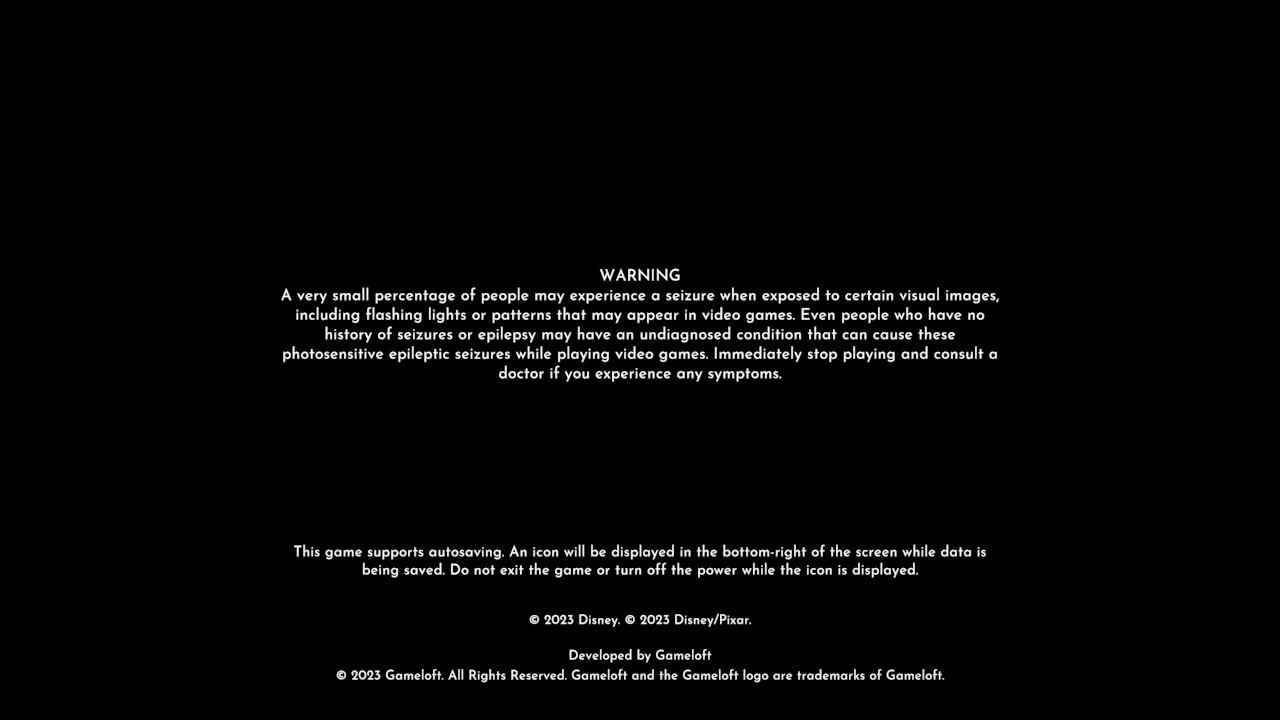 WARNING
A very small percentage of people may experience a seizure when exposed to certain visual images,
including flashing lights or patterns that may appear in video games. Even people who have no
history of seizures or epilepsy may have an undiagnosed condition that can cause these
photosensitive epileptic seizures while playing video games. Immediately stop playing and consult a
doctor if you experience any symptoms.
This game supports autosaving. An icon will be displayed in the bottom-right of the screen while data is
being saved. Do not exit the game or turn off the power while the icon is displayed.
© 2023 Disney. © 2023 Disney/Pixar.
Developed by Gameloft
© 2023 Gameloft. All Rights Reserved. Gameloft and the Gameloft logo are trademarks of Gameloft.